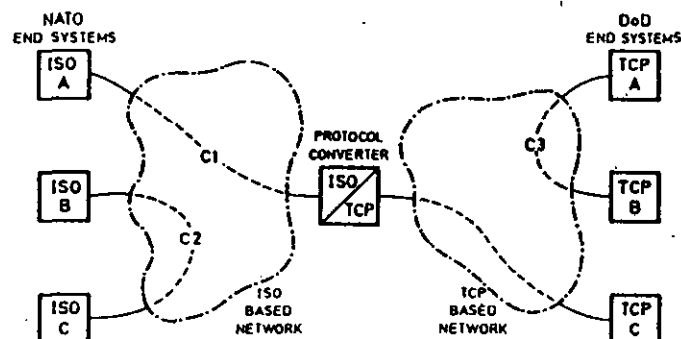 NATO
END SYSTEMS
DoD
END SYSTEMS
ISO
A
TCP
A
PROTOCOL
CONVERTER
C1
C3
ISO
B
ISO
TCP
TCP
B
C2
ISO
C
ISO
BASED
NETWORK
TCP
BASED
NETWORK
TCP
C